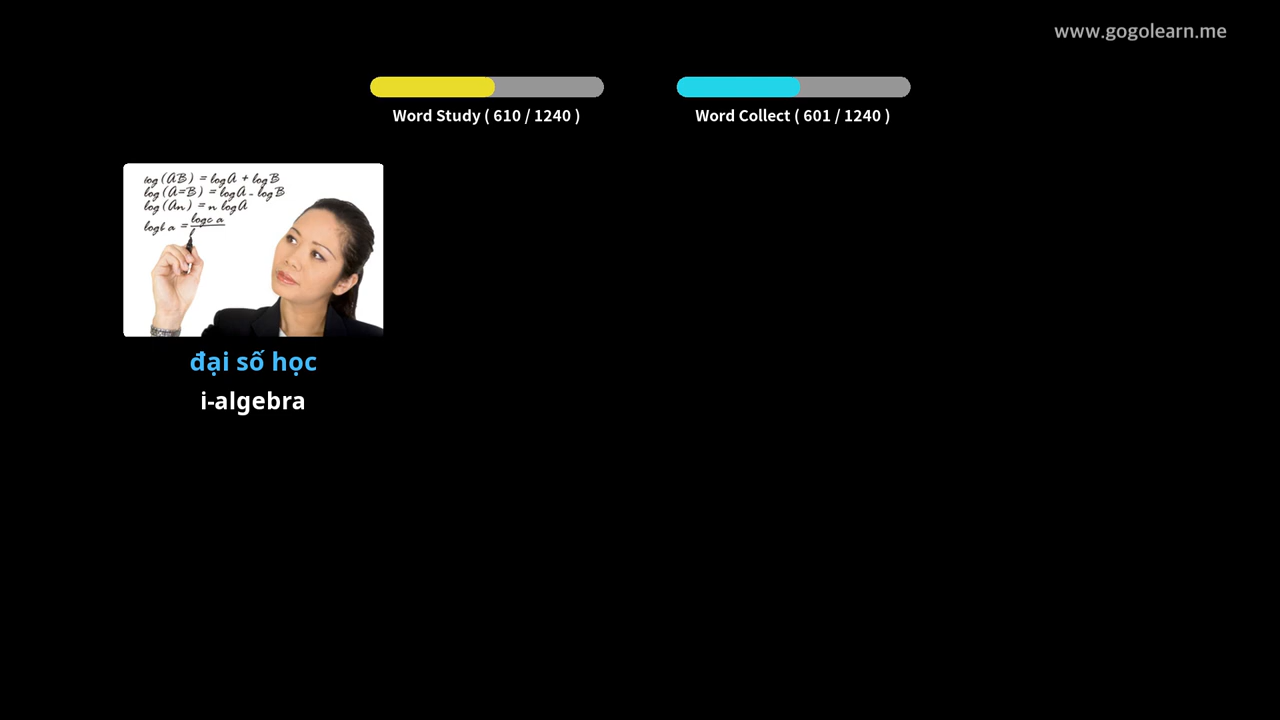 www.gogolearn.me
Word Study ( 610 / 1240 )
Word Collect ( 601 / 1240 )
log (AB) = logA + logB
log (A=B) = logA - logB
log (An) = n logA
logb a = logc a
đại số học
i-algebra